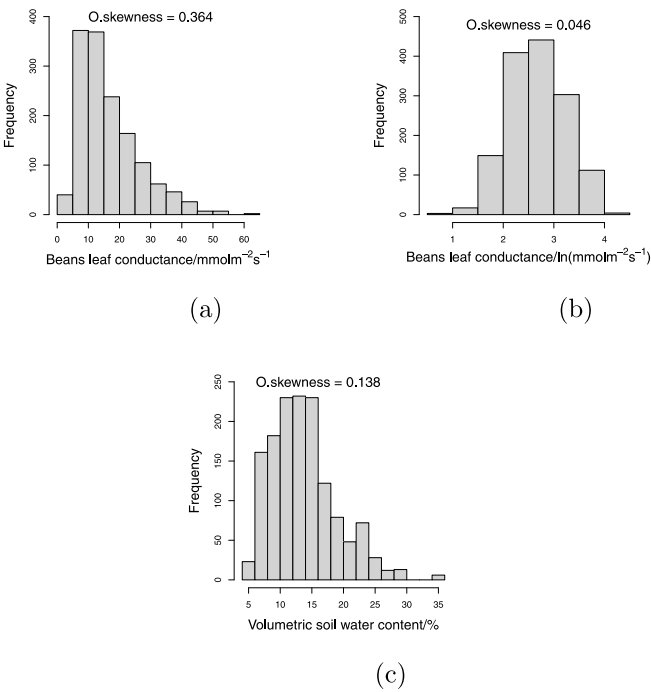 O.skewness = 0.364
Frequency
0 100 200 300 400
0 10 20 30 40 50 60
Beans leaf conductance/mmolm⁻²s⁻¹
(a)
O.skewness = 0.046
Frequency
0 100 200 300 400 500
1 2 3 4
Beans leaf conductance/ln(mmolm⁻²s⁻¹)
(b)
O.skewness = 0.138
Frequency
0 50 100 150 200 250
5 10 15 20 25 30 35
Volumetric soil water content/%
(c)